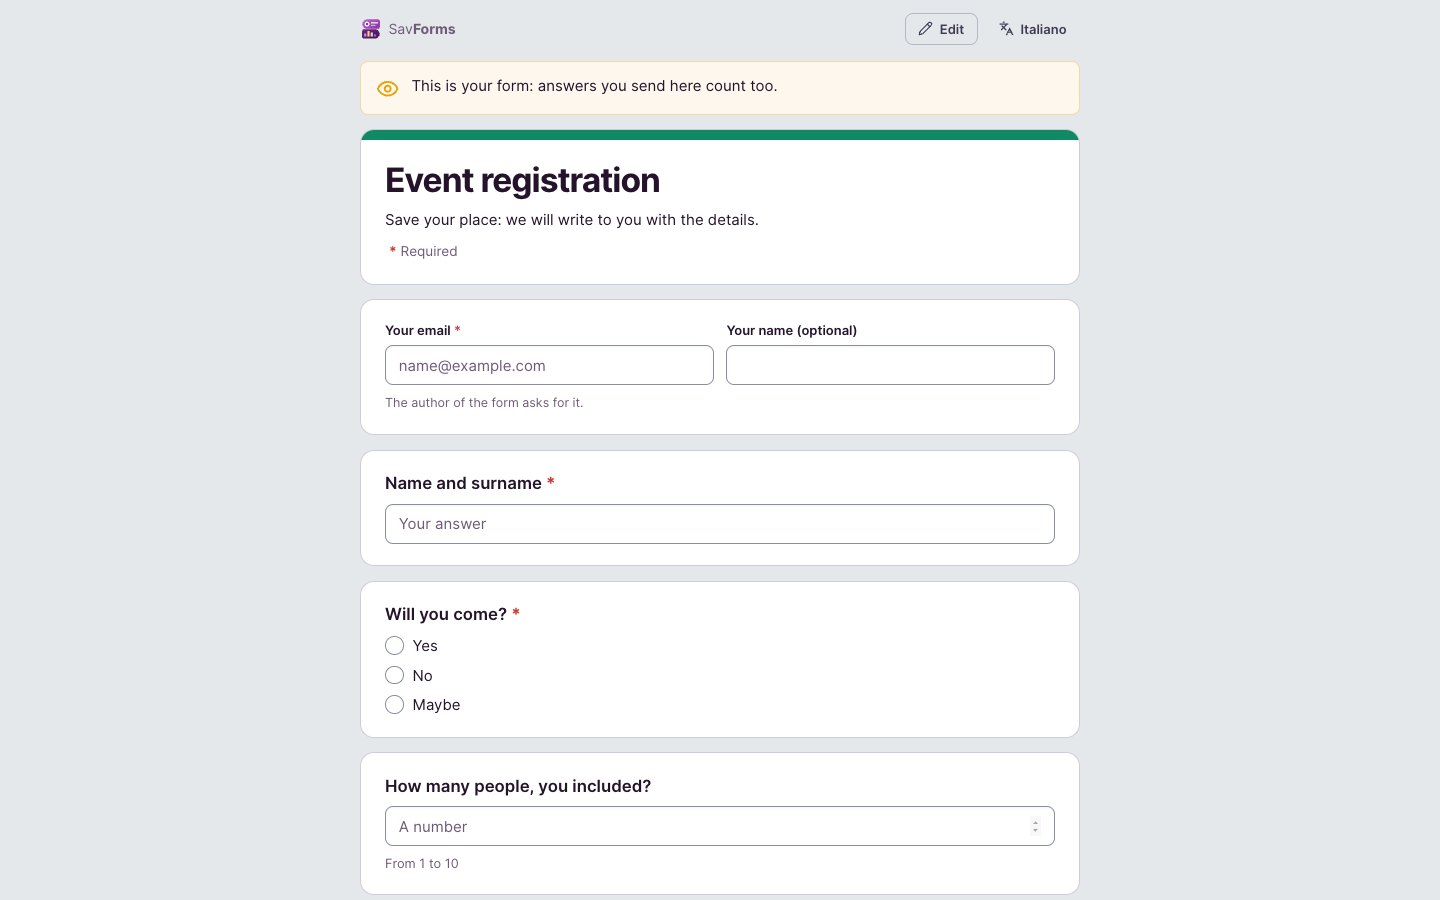 SavForms
Edit
Italiano
This is your form: answers you send here count too.
Event registration
Save your place: we will write to you with the details.
* Required
Your email *
Your name (optional)
name@example.com
The author of the form asks for it.
Name and surname *
Your answer
Will you come? *
Yes
No
Maybe
How many people, you included?
A number
From 1 to 10